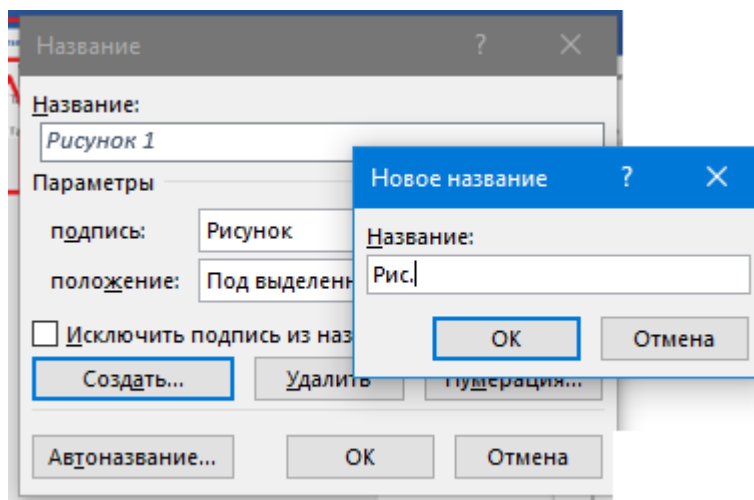 Название ? ×
Название:
Рисунок 1
Параметры
подпись: Рисунок
положение: Под выделенн
Исключить подпись из наз
Создать... Удалить Нумерация...
Автоназвание... ОК Отмена
Новое название ? ×
Название:
Рис.
ОК Отмена